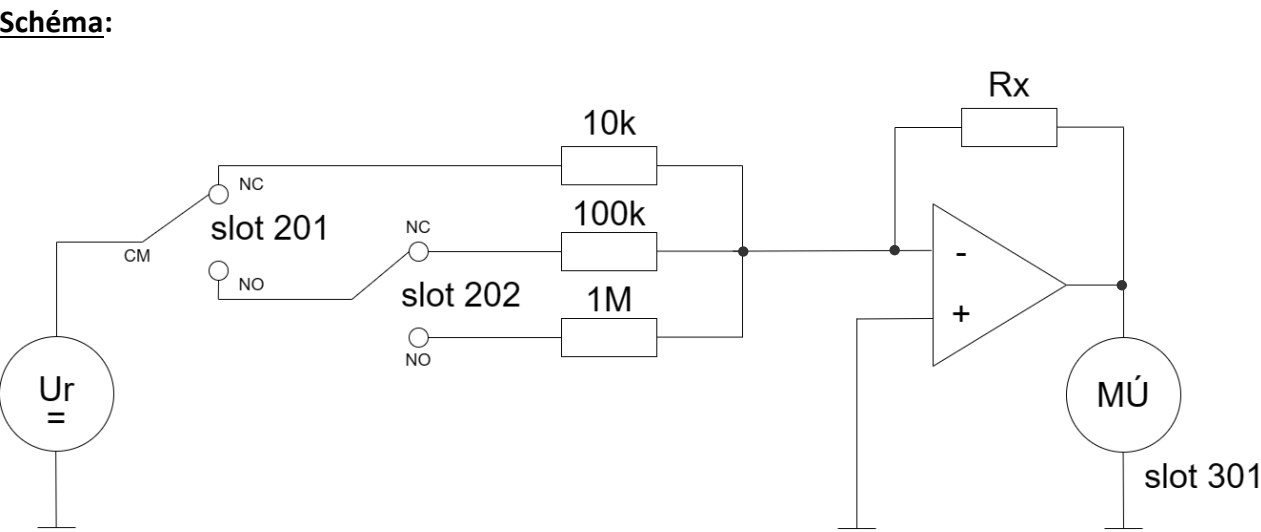 Schéma:
Rx
10k
NC
100k
slot 201
NC
CM
-
NO
slot 202
1M
+
NO
Ur
=
MÚ
slot 301